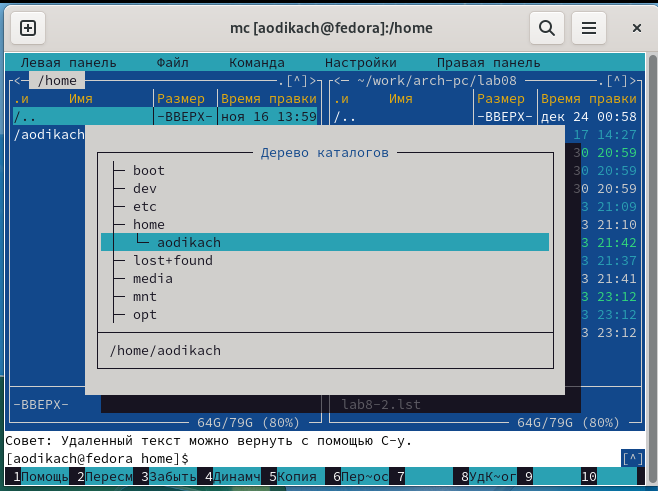 mc [aodikach@fedora]:/home
Левая панель Файл Команда Настройки Правая панель
<─ /home .[^]>
<─ ~/work/arch-pc/lab08 .[^]>
.и Имя Размер Время правки .и Имя Размер Время правки
/.. -ВВЕРХ- ноя 16 13:59 /.. -ВВЕРХ- дек 24 00:58
/aodikach 17 14:27
Дерево каталогов
30 20:59
boot 30 20:59
dev 30 20:59
etc 3 21:09
home 3 21:10
aodikach 3 21:42
lost+found 3 21:37
media 3 21:41
mnt 3 23:12
opt 3 23:12
3 23:12
/home/aodikach
-ВВЕРХ- lab8-2.lst
64G/79G (80%) 64G/79G (80%)
Совет: Удаленный текст можно вернуть с помощью C-y.
[aodikach@fedora home]$ [^]
1Помощь 2Пересм 3Забыть 4Динамч 5Копия 6Пер~ос 7 8УдК~ог 9 10